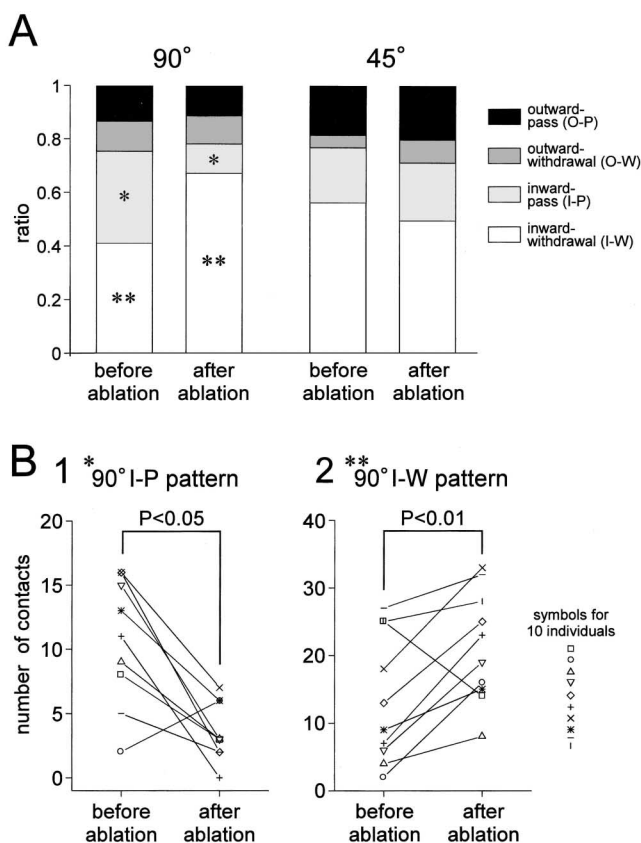 A
90° 45°
1
0.8
0.6
0.4
0.2
0
ratio
*
**
*
**
before ablation
after ablation
before ablation
after ablation
outward-
pass (O-P)
outward-
withdrawal (O-W)
inward-
pass (I-P)
inward-
withdrawal (I-W)
B
1 *90° I-P pattern
P<0.05
20
15
10
5
0
number of contacts
before ablation
after ablation
2 **90° I-W pattern
P<0.01
40
30
20
10
0
before ablation
after ablation
symbols for
10 individuals